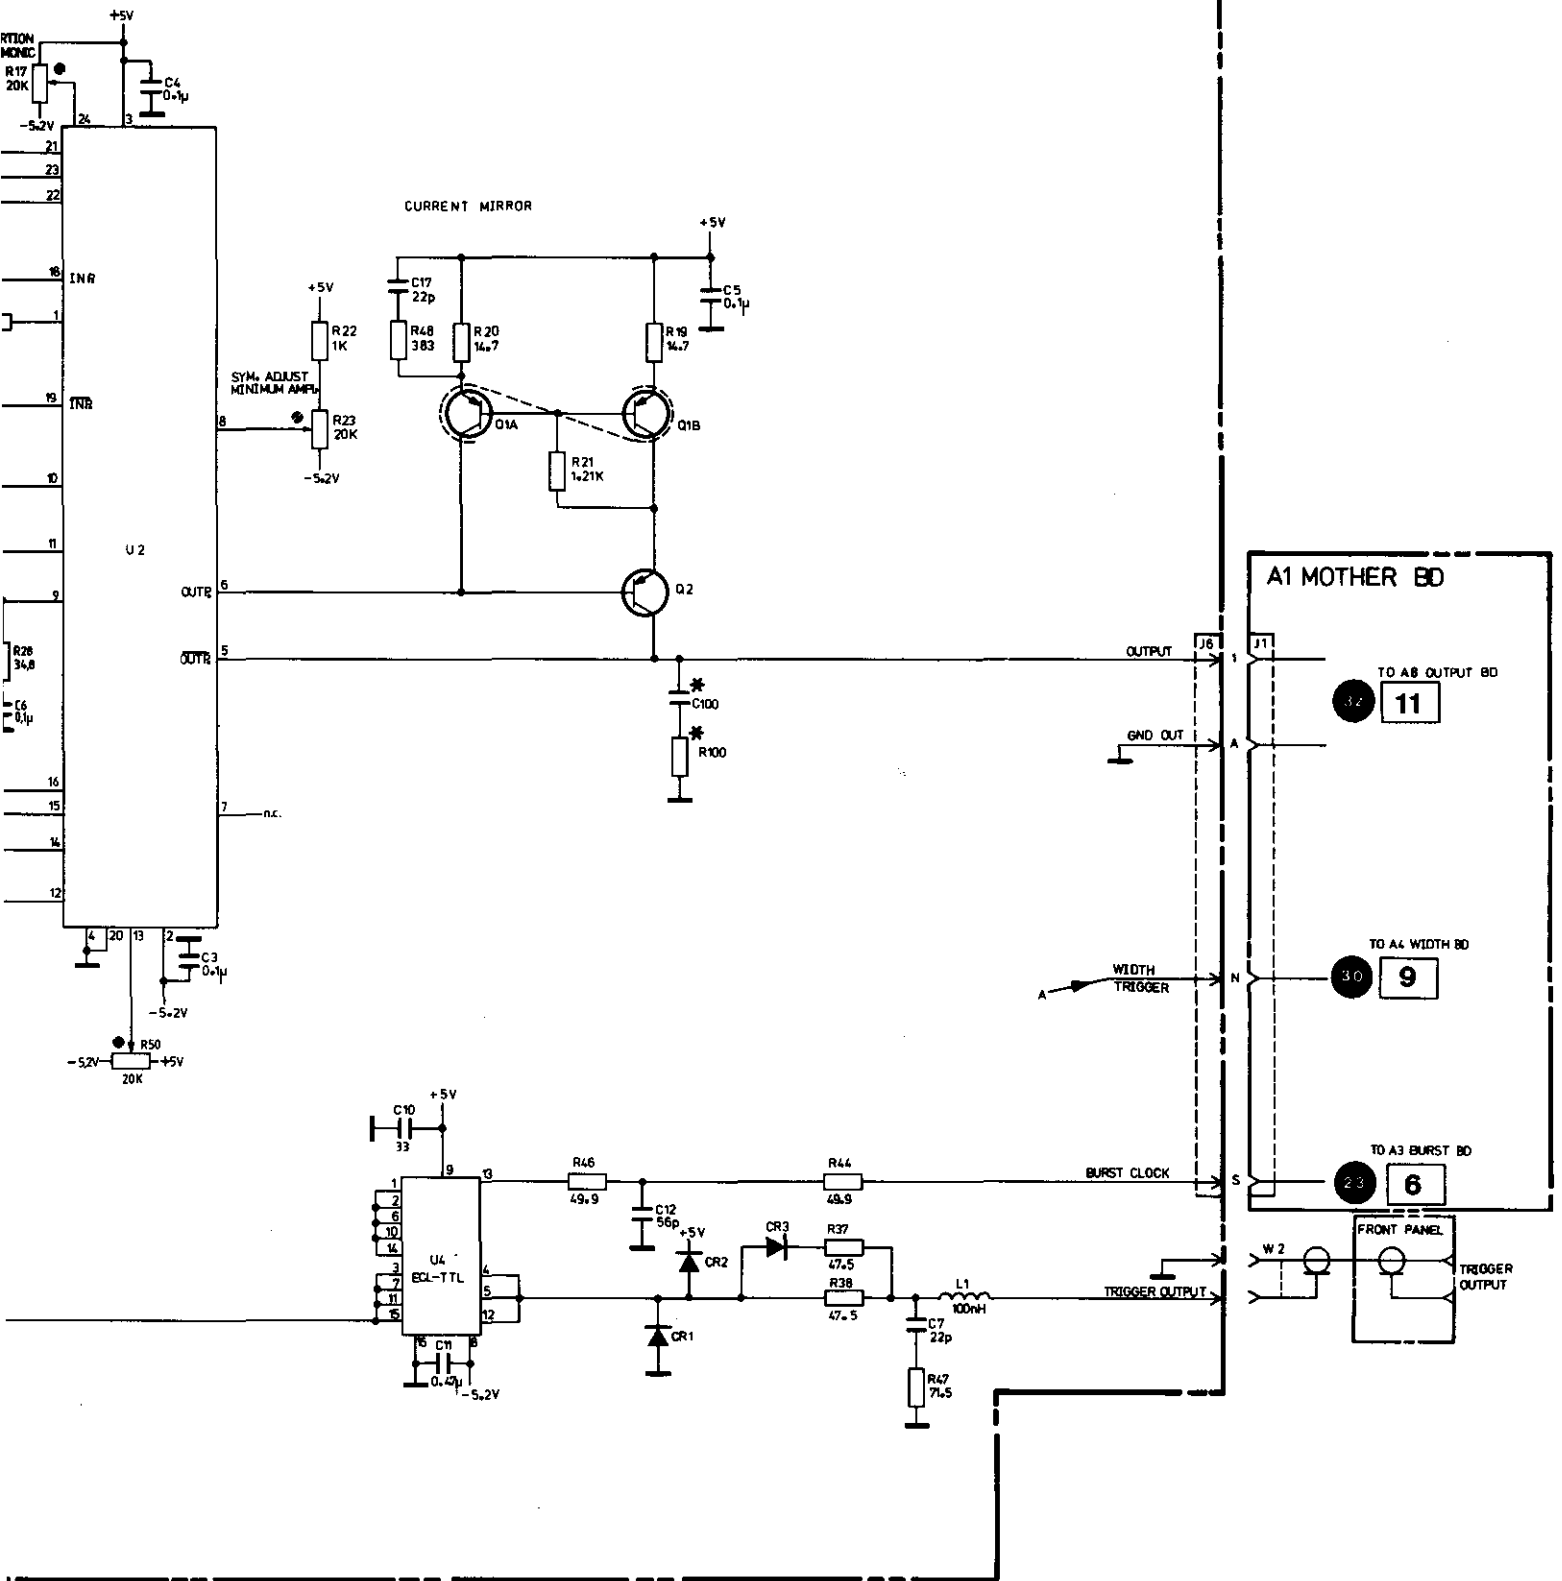 +5V
RTION
MONIC
R17
20K
C4
0.1µ
-5.2V
24
3
21
23
22
CURRENT MIRROR
+5V
18
INR
+5V
C17
22p
C5
0.1µ
1
R22
1K
R48
383
R20
14.7
R19
14.7
SYM. ADJUST
MINIMUM AMPL.
19
INR
8
R23
20K
Q1A
Q1B
-5.2V
R21
1.21K
10
11
U2
A1 MOTHER BD
9
OUTR
6
Q2
R28
34,8
OUTR
5
OUTPUT
J6
1
J1
TO A8 OUTPUT BD
32
11
C6
0,1µ
*
C100
*
R100
GND OUT
A
16
15
7
n.c.
14
12
4
20
13
2
C3
0.1µ
TO A4 WIDTH BD
30
9
WIDTH
TRIGGER
A
N
-5.2V
R50
-5.2V
+5V
20K
+5V
C10
33
9
13
R46
49.9
R44
49.9
BURST CLOCK
S
TO A3 BURST BD
23
6
1
2
6
10
14
C12
56p
+5V
CR2
CR3
R37
47.5
FRONT PANEL
W2
U4
ECL-TTL
3
7
11
15
4
5
12
R38
47.5
L1
100nH
TRIGGER OUTPUT
TRIGGER
OUTPUT
CR1
C7
22p
16
C11
0.47µ
8
-5.2V
R47
71.5